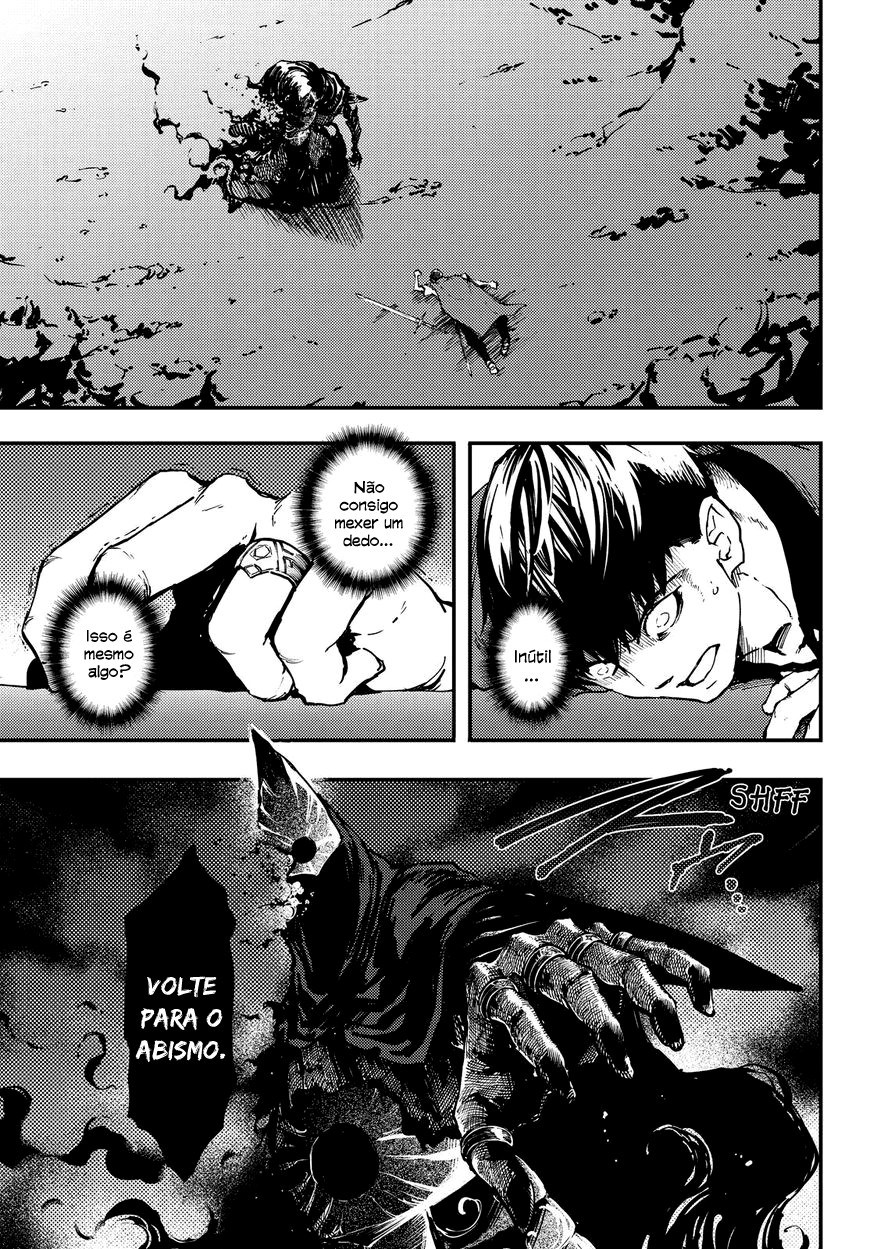 Inútil
...
Não
consigo
mexer um
dedo...
Isso é
mesmo
algo?
SHFF
VOLTE
PARA O
ABISMO.